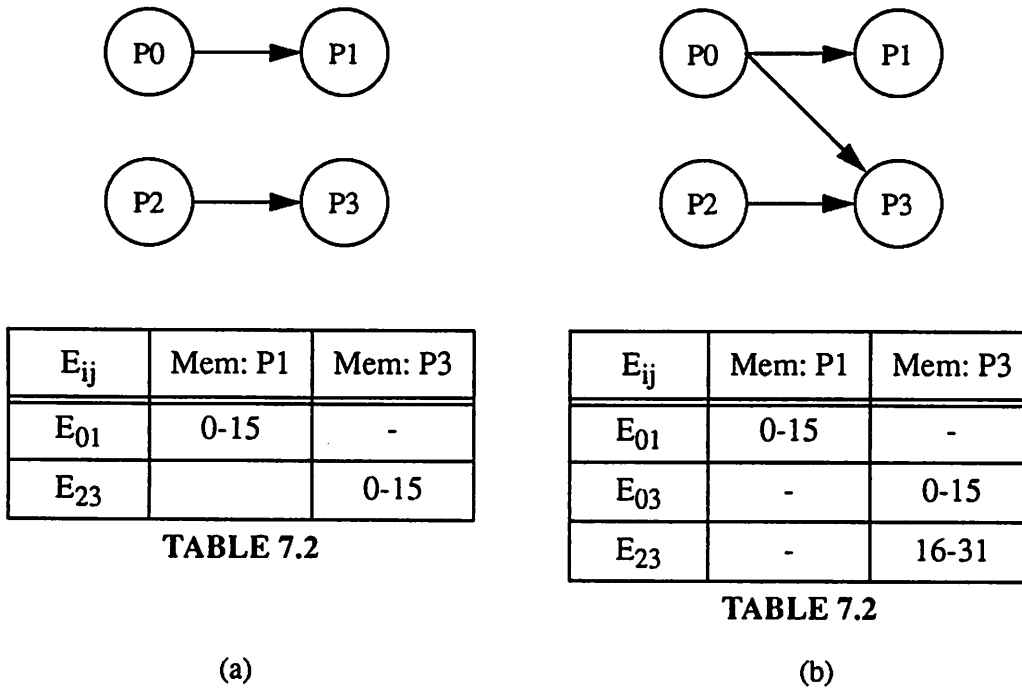 P0 P1
P2 P3
E_ij Mem: P1 Mem: P3
E_01 0-15 -
E_23 0-15
TABLE 7.2
(a)
P0 P1
P2 P3
E_ij Mem: P1 Mem: P3
E_01 0-15 -
E_03 - 0-15
E_23 - 16-31
TABLE 7.2
(b)